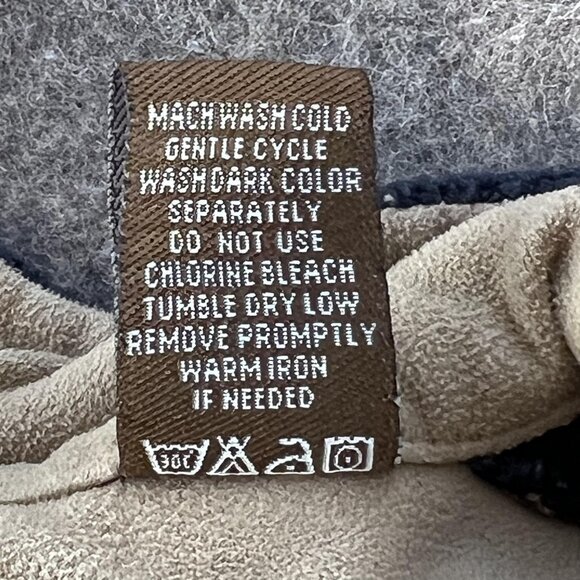 MACH WASH COLD
GENTLE CYCLE
WASH DARK COLOR
SEPARATELY
DO NOT USE
CHLORINE BLEACH
TUMBLE DRY LOW
REMOVE PROMPTLY
WARM IRON
IF NEEDED
30C